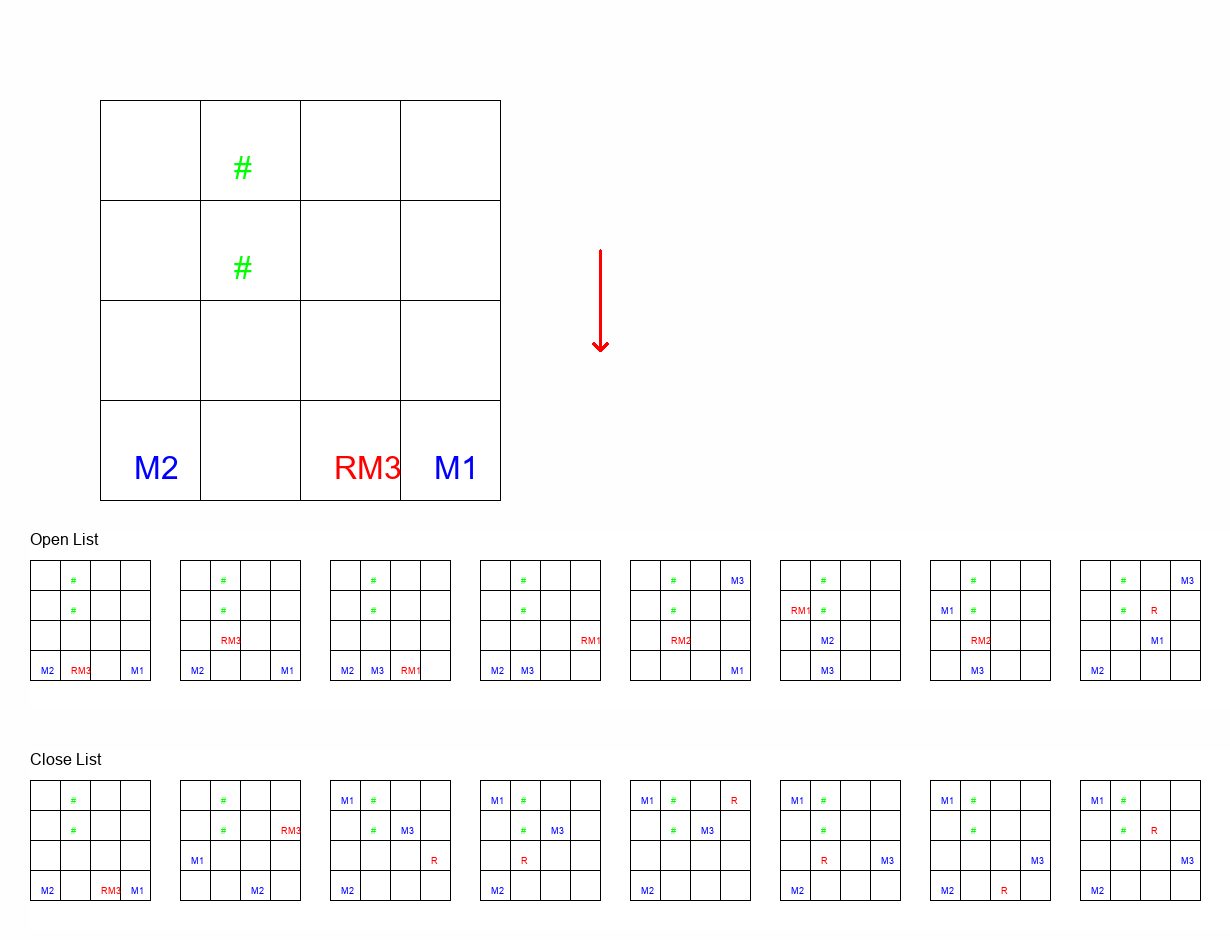 #
#
M2 RM3 M1
Open List
# # # # # M3 # # # M3
# # # # # RM1 # M1 # # R
RM3 RM1 RM2 M2 RM2 M1
M2 RM3 M1 M2 M1 M2 M3 RM1 M2 M3 M1 M3 M3 M2
Close List
# # M1 # M1 # M1 # R M1 # M1 # M1 #
# # RM3 # M3 # M3 # M3 # # # R
M1 R R R M3 M3 M3
M2 RM3 M1 M2 M2 M2 M2 M2 M2 R M2